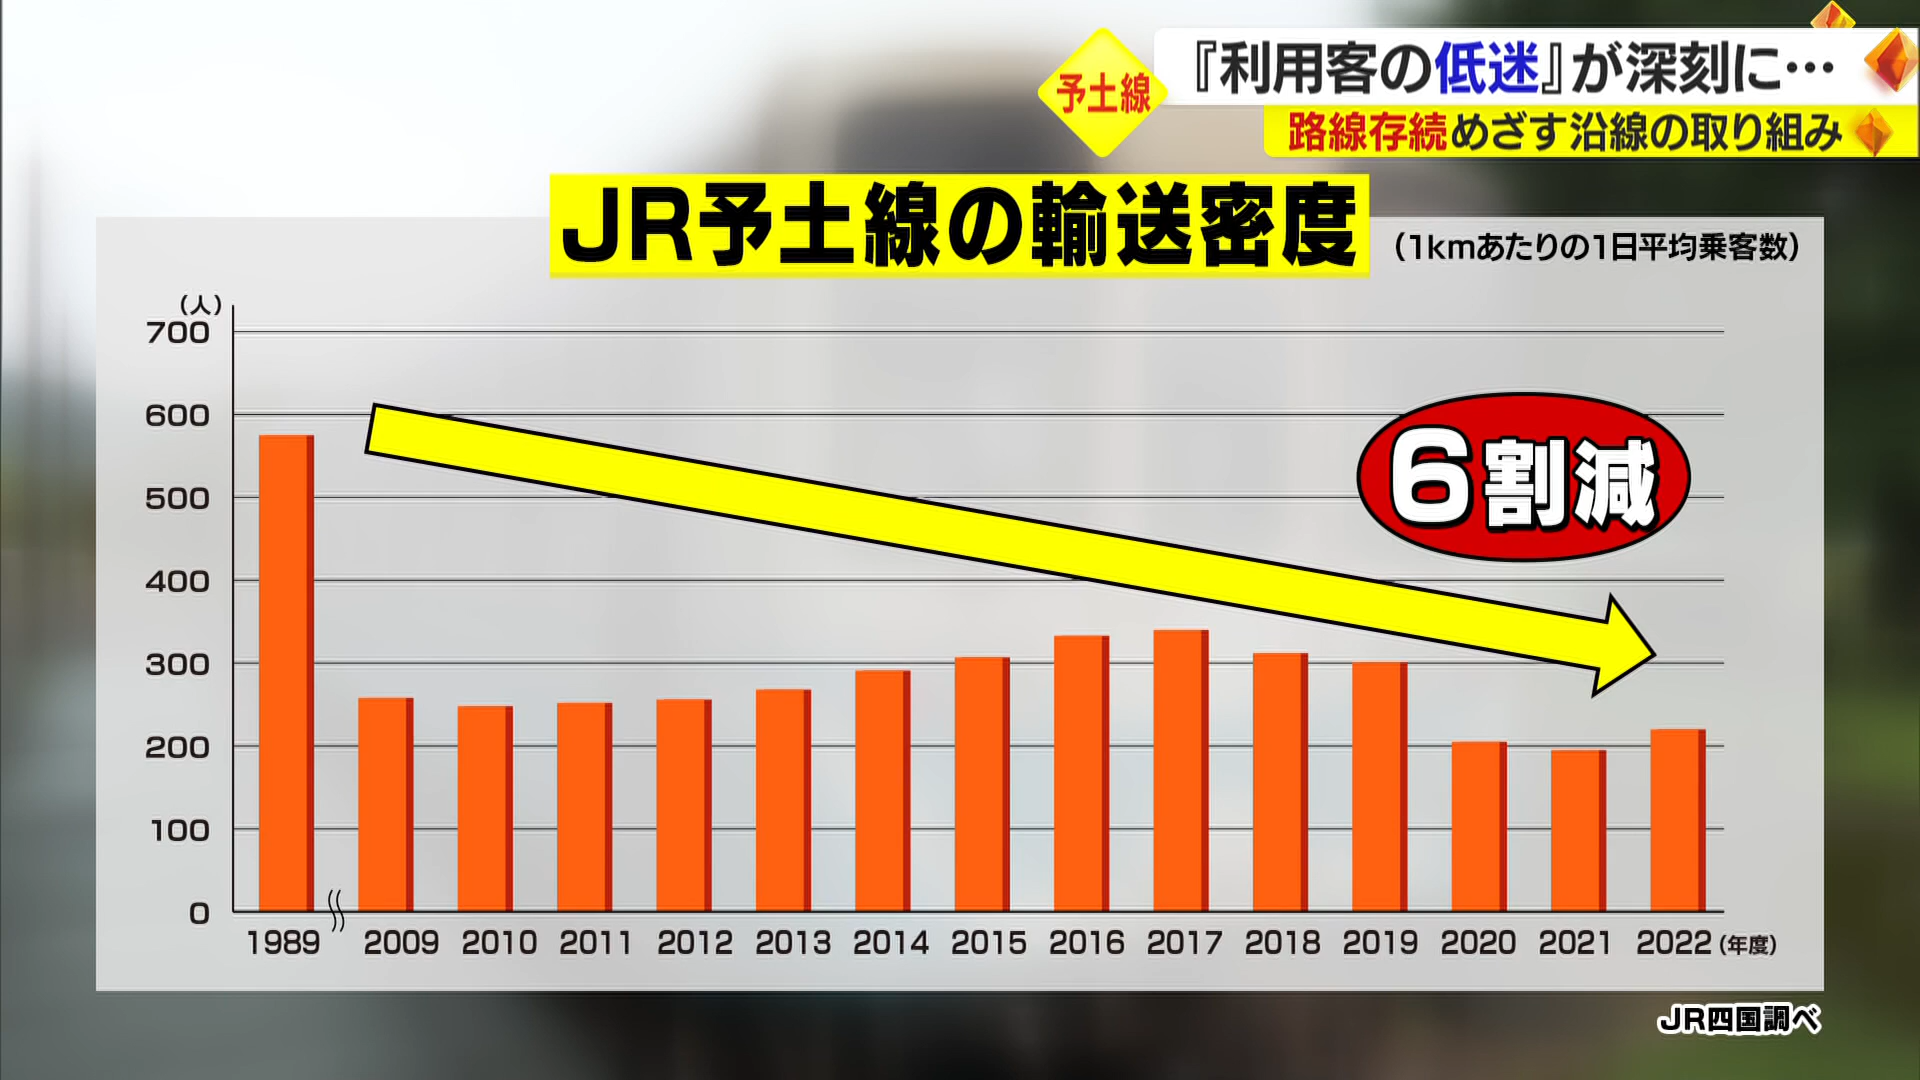 予土線
『利用客の低迷』が深刻に…
路線存続めざす沿線の取り組み
JR予土線の輸送密度
(1kmあたりの1日平均乗客数)
(人)
700
600
500
400
300
200
100
0
6割減
1989 2009 2010 2011 2012 2013 2014 2015 2016 2017 2018 2019 2020 2021 2022 (年度)
JR四国調べ